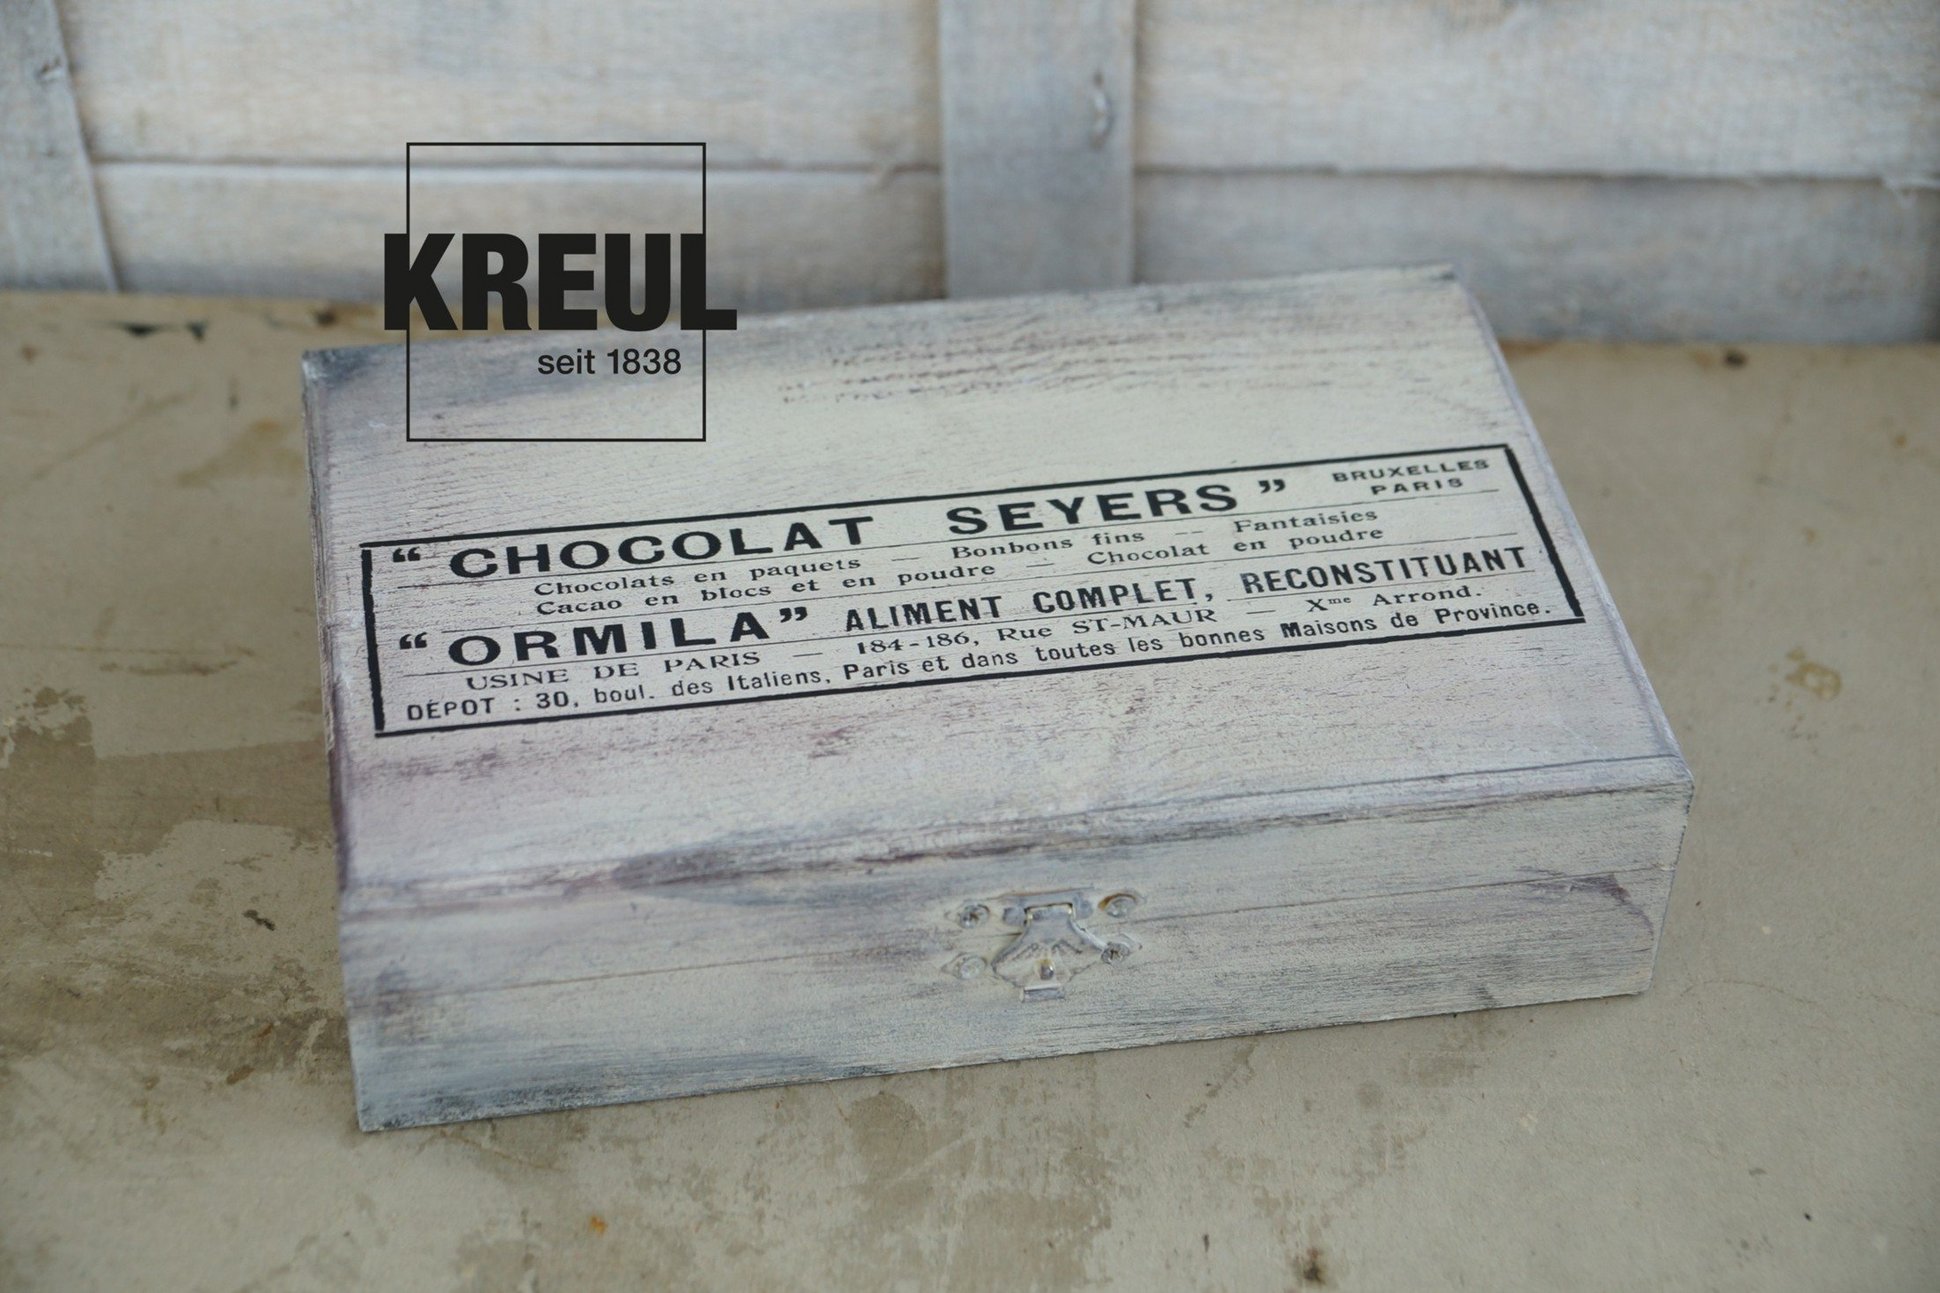 KREUL
seit 1838
“CHOCOLAT SEYERS” BRUXELLES
PARIS
Chocolats en paquets — Bonbons fins — Fantaisies
Cacao en blocs et en poudre — Chocolat en poudre
“ORMILA” ALIMENT COMPLET, RECONSTITUANT
USINE DE PARIS — 184-186, Rue ST-MAUR — Xme Arrond.
DÉPOT : 30, boul. des Italiens, Paris et dans toutes les bonnes Maisons de Province.